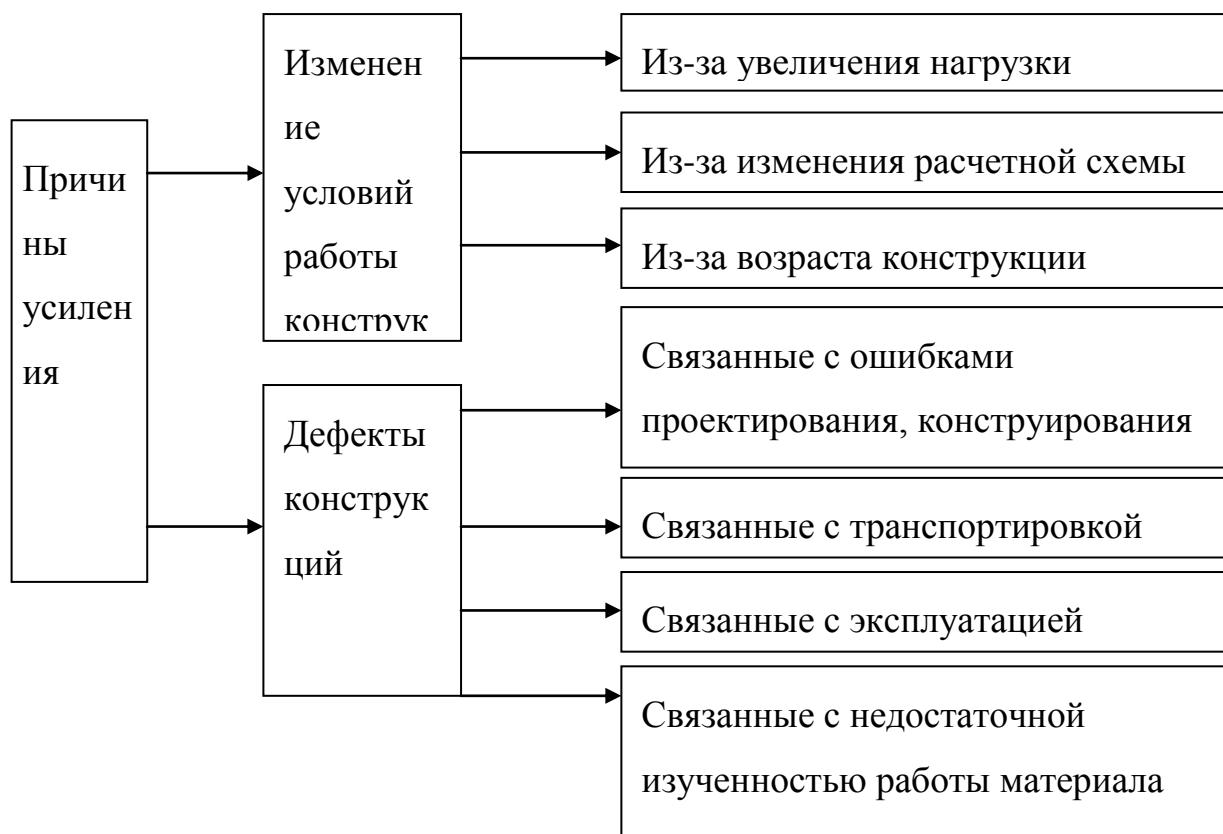 Причи
ны
усилен
ия
Изменен
ие
условий
работы
конструк
Из-за увеличения нагрузки
Из-за изменения расчетной схемы
Из-за возраста конструкции
Дефекты
конструк
ций
Связанные с ошибками
проектирования, конструирования
Связанные с транспортировкой
Связанные с эксплуатацией
Связанные с недостаточной
изученностью работы материала